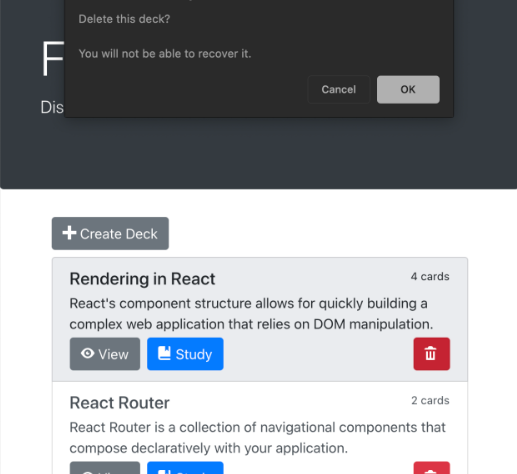 Delete this deck?
You will not be able to recover it.
Cancel
OK
F
Dis
Create Deck
Rendering in React
4 cards
React's component structure allows for quickly building a
complex web application that relies on DOM manipulation.
View
Study
React Router
2 cards
React Router is a collection of navigational components that
compose declaratively with your application.